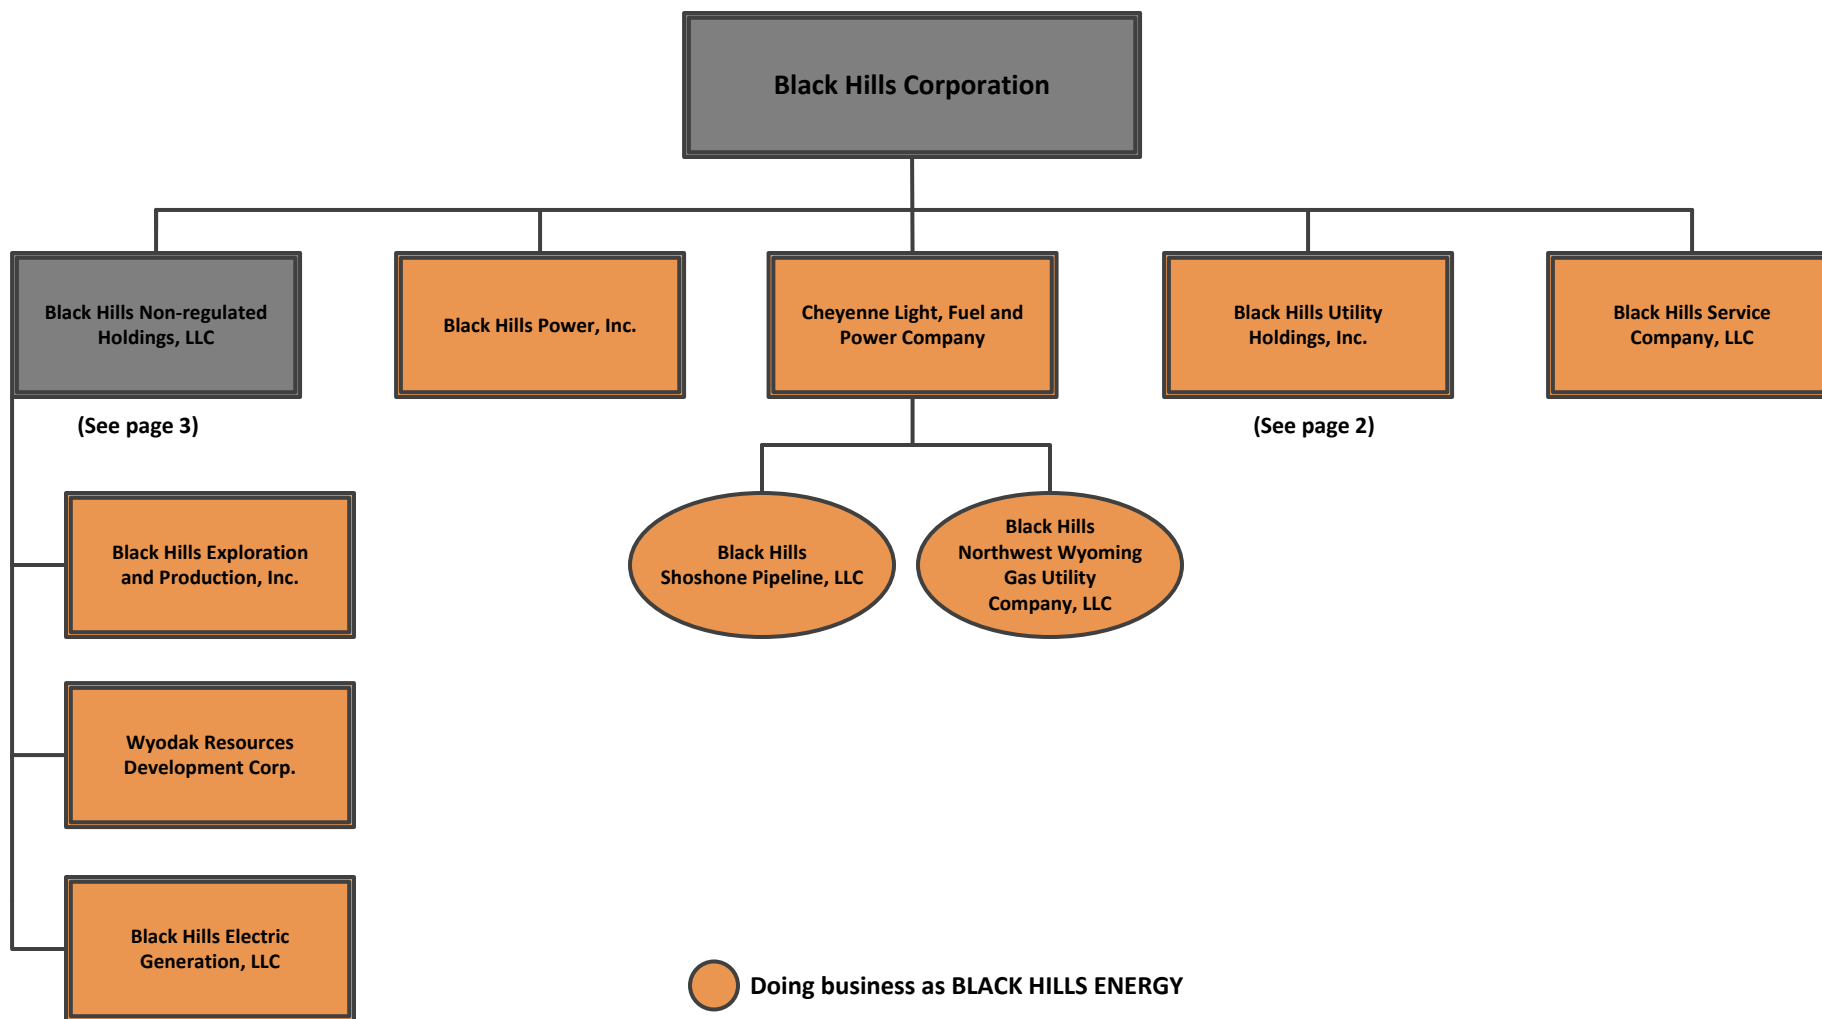 Black Hills Corporation
Black Hills Non-regulated
Holdings, LLC
Black Hills Power, Inc.
Cheyenne Light, Fuel and
Power Company
Black Hills Utility
Holdings, Inc.
Black Hills Service
Company, LLC
(See page 3)
(See page 2)
Black Hills Exploration
and Production, Inc.
Black Hills
Shoshone Pipeline, LLC
Black Hills
Northwest Wyoming
Gas Utility
Company, LLC
Wyodak Resources
Development Corp.
Black Hills Electric
Generation, LLC
Doing business as BLACK HILLS ENERGY